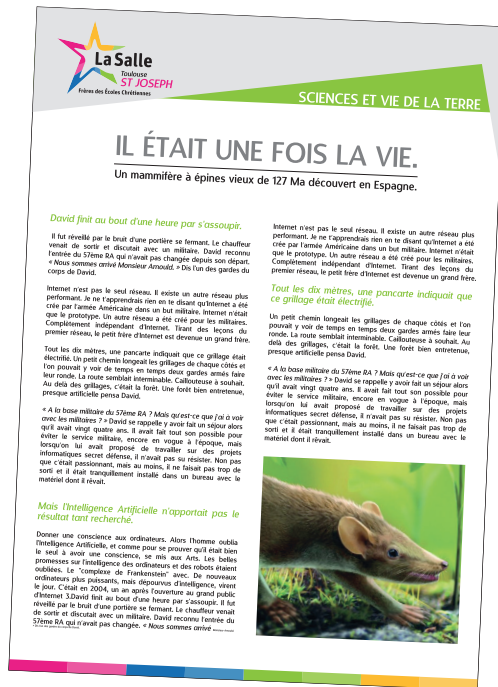 La Salle
Toulouse
ST JOSEPH
Frères des Écoles Chrétiennes
SCIENCES ET VIE DE LA TERRE
IL ÉTAIT UNE FOIS LA VIE.
Un mammifère à épines vieux de 127 Ma découvert en Espagne.
David finit au bout d'une heure par s'assoupir.
Il fut réveillé par le bruit d'une portière se fermant. Le chauffeur
venait de sortir et discutait avec un militaire. David reconnu
l'entrée du 57ème RA qui n'avait pas changée depuis son départ.
« Nous sommes arrivé Monsieur Arnould. » Dis l'un des gardes du
corps de David.
Internet n'est pas le seul réseau. Il existe un autre réseau plus
performant. Je ne t'apprendrais rien en te disant qu'Internet a été
crée par l'armée Américaine dans un but militaire. Internet n'était
que le prototype. Un autre réseau a été créé pour les militaires.
Complètement indépendant d'Internet. Tirant des leçons du
premier réseau, le petit frère d'Internet est devenue un grand frère.
Tout les dix mètres, une pancarte indiquait que ce grillage était
électrifié. Un petit chemin longeait les grillages de chaque côtés et
l'on pouvait y voir de temps en temps deux gardes armés faire
leur ronde. La route semblait interminable. Caillouteuse à souhait.
Au delà des grillages, c'était la forêt. Une forêt bien entretenue,
presque artificielle pensa David.
« A la base militaire du 57ème RA ? Mais qu'est-ce que j'ai à voir
avec les militaires ? » David se rappelle y avoir fait un séjour alors
qu'il avait vingt quatre ans. Il avait fait tout son possible pour
éviter le service militaire, encore en vogue à l'époque, mais
lorsqu'on lui avait proposé de travailler sur des projets
informatiques secret défense, il n'avait pas su résister. Non pas
que c'était passionnant, mais au moins, il ne faisait pas trop de
sorti et il était tranquillement installé dans un bureau avec le
matériel dont il rêvait.
Mais l'Intelligence Artificielle n'apportait pas le
résultat tant recherché.
Donner une conscience aux ordinateurs. Alors l'homme oublia
l'Intelligence Artificielle, et comme pour se prouver qu'il était bien
le seul à avoir une conscience, se mis aux Arts. Les belles
promesses sur l'intelligence des ordinateurs et des robots étaient
oubliées. Le "complexe de Frankenstein" avec. De nouveaux
ordinateurs plus puissants, mais dépourvus d'intelligence, virent
le jour. C'était en 2004, un an après l'ouverture au grand public
d'Internet 3.David finit au bout d'une heure par s'assoupir. Il fut
réveillé par le bruit d'une portière se fermant. Le chauffeur venait
de sortir et discutait avec un militaire. David reconnu l'entrée du
57ème RA qui n'avait pas changée. « Nous sommes arrivé
Internet n'est pas le seul réseau. Il existe un autre réseau plus
performant. Je ne t'apprendrais rien en te disant qu'Internet a été
crée par l'armée Américaine dans un but militaire. Internet n'était
que le prototype. Un autre réseau a été créé pour les militaires.
Complètement indépendant d'Internet. Tirant des leçons du
premier réseau, le petit frère d'Internet est devenue un grand frère.
Tout les dix mètres, une pancarte indiquait que
ce grillage était électrifié.
Un petit chemin longeait les grillages de chaque côtés et l'on
pouvait y voir de temps en temps deux gardes armés faire leur
ronde. La route semblait interminable. Caillouteuse à souhait. Au
delà des grillages, c'était la forêt. Une forêt bien entretenue,
presque artificielle pensa David.
« A la base militaire du 57ème RA ? Mais qu'est-ce que j'ai à voir
avec les militaires ? » David se rappelle y avoir fait un séjour alors
qu'il avait vingt quatre ans. Il avait fait tout son possible pour
éviter le service militaire, encore en vogue à l'époque, mais
lorsqu'on lui avait proposé de travailler sur des projets
informatiques secret défense, il n'avait pas su résister. Non pas
que c'était passionnant, mais au moins, il ne faisait pas trop de
sorti et il était tranquillement installé dans un bureau avec le
matériel dont il rêvait.